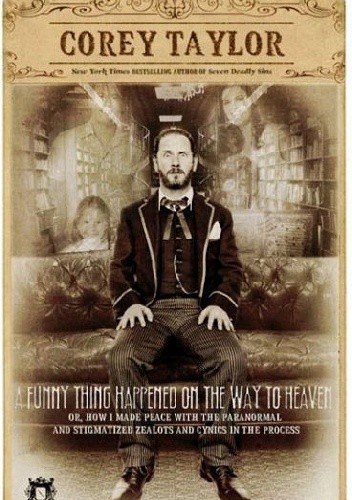 COREY TAYLOR
New York Times BESTSELLING AUTHOR OF Seven Deadly Sins
A FUNNY THING HAPPENED ON THE WAY TO HEAVEN
OR, HOW I MADE PEACE WITH THE PARANORMAL
AND STIGMATIZED ZEALOTS AND CYNICS IN THE PROCESS